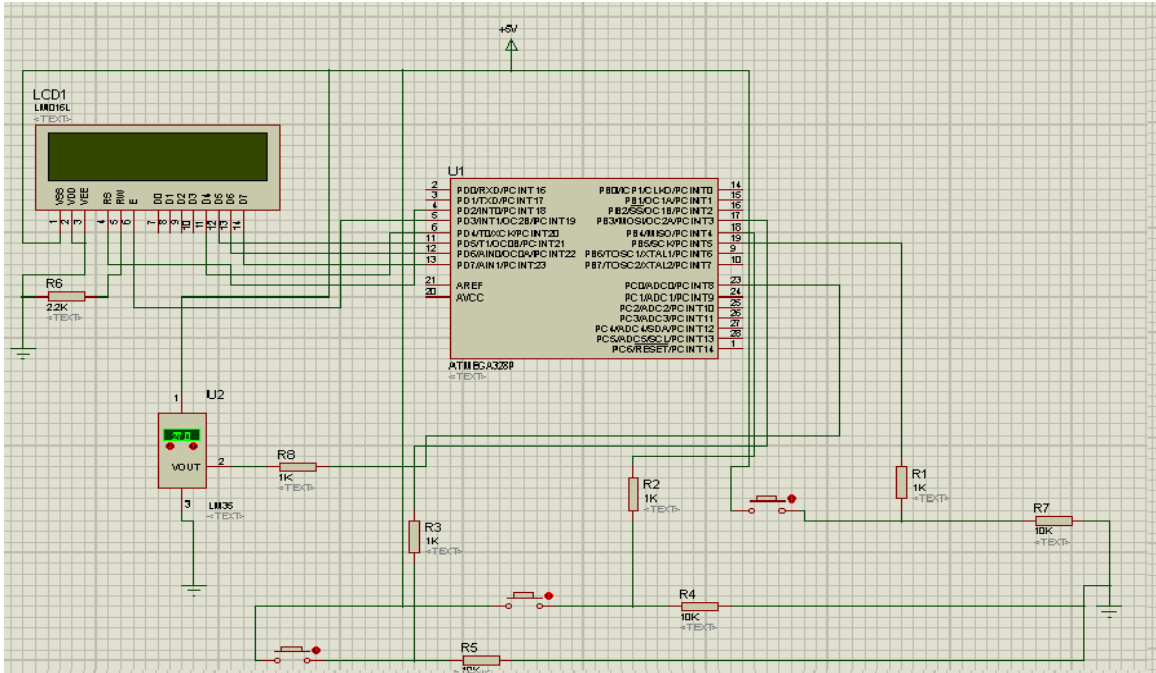 +5V
LCD1
LM016L
<TEXT>
VSS VDD VEE RS RW E D0 D1 D2 D3 D4 D5 D6 D7
1 2 3 4 5 6 7 8 9 10 11 12 13 14
R6
2.2K
<TEXT>
U1
2 PD0/RXD/PCINT16 PB0/ICP1/CLKO/PCINT0 14
3 PD1/TXD/PCINT17 PB1/OC1A/PCINT1 15
4 PD2/INT0/PCINT18 PB2/SS/OC1B/PCINT2 16
5 PD3/INT1/OC2B/PCINT19 PB3/MOSI/OC2A/PCINT3 17
6 PD4/T0/XCK/PCINT20 PB4/MISO/PCINT4 18
11 PD5/T1/OC0B/PCINT21 PB5/SCK/PCINT5 19
12 PD6/AIN0/OC0A/PCINT22 PB6/TOSC1/XTAL1/PCINT6 9
13 PD7/AIN1/PCINT23 PB7/TOSC2/XTAL2/PCINT7 10
21 AREF PC0/ADC0/PCINT8 23
20 AVCC PC1/ADC1/PCINT9 24
PC2/ADC2/PCINT10 25
PC3/ADC3/PCINT11 26
PC4/ADC4/SDA/PCINT12 27
PC5/ADC5/SCL/PCINT13 28
PC6/RESET/PCINT14 1
ATMEGA328P
<TEXT>
1
U2
27.0
VOUT 2
3
LM35
<TEXT>
R8
1K
<TEXT>
R3
1K
<TEXT>
R2
1K
<TEXT>
R1
1K
<TEXT>
R7
10K
<TEXT>
R4
10K
<TEXT>
R5
10K